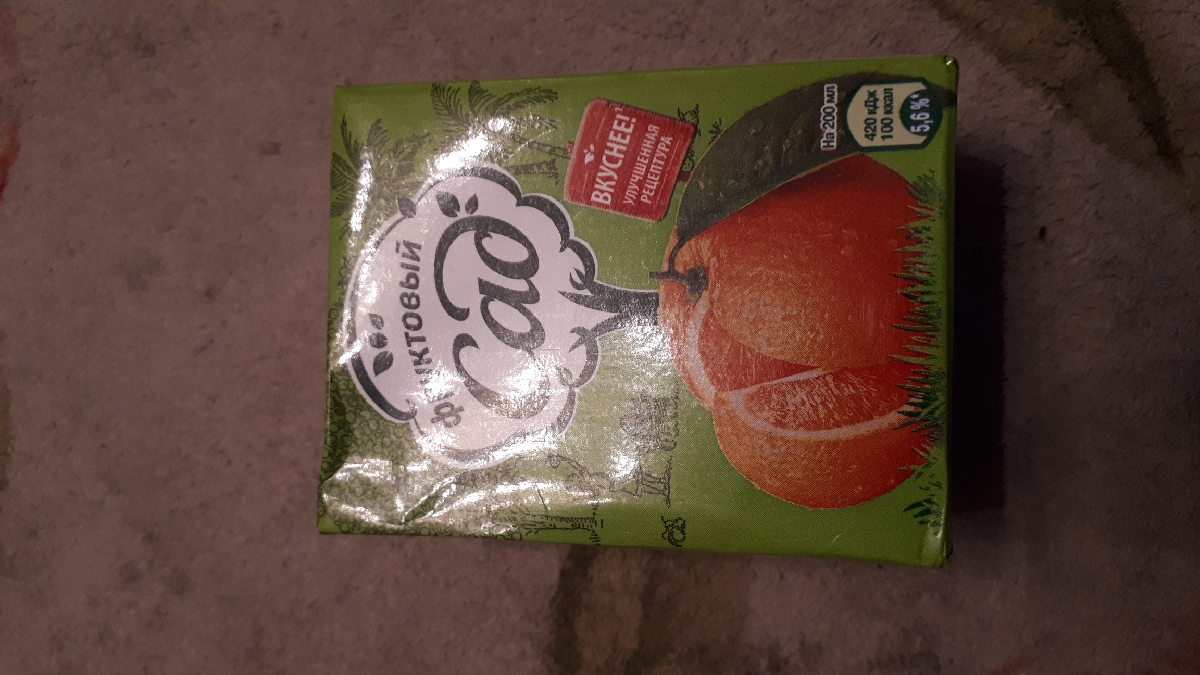 фруктовый
Сад
ВКУСНЕЕ!
УЛУЧШЕННАЯ
РЕЦЕПТУРА
На 200 мл
420 кДж
100 ккал
5,6 %*